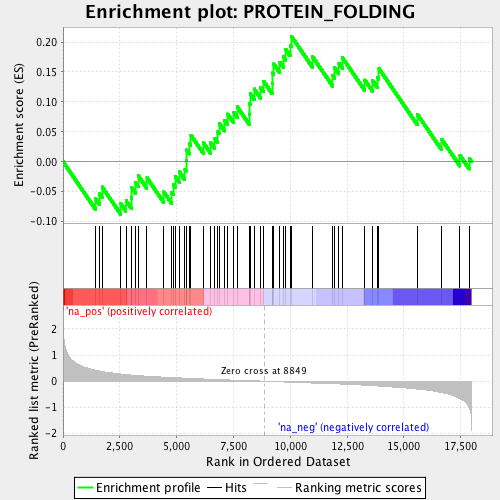 Enrichment plot: PROTEIN_FOLDING
Enrichment score (ES)
0.20
0.15
0.10
0.05
0.00
-0.05
-0.10
'na_pos' (positively correlated)
Ranked list metric (PreRanked)
2
1
0
-1
-2
Zero cross at 8849
'na_neg' (negatively correlated)
0
2,500
5,000
7,500
10,000
12,500
15,000
17,500
Rank in Ordered Dataset
Enrichment profile
Hits
Ranking metric scores